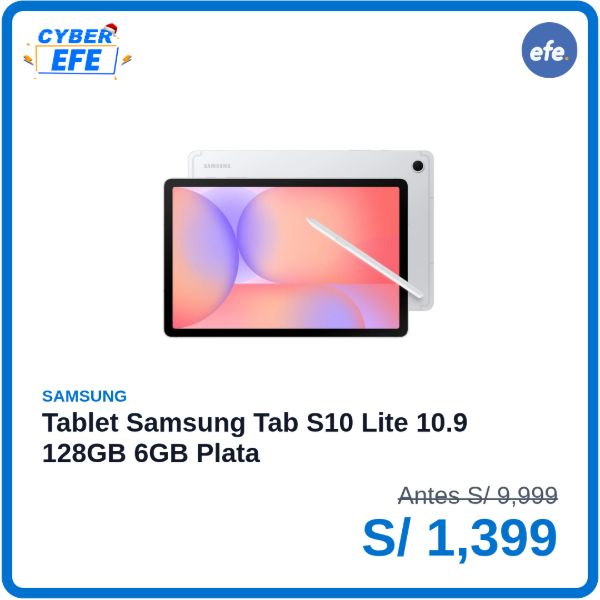 CYBER
EFE
efe.
SAMSUNG
SAMSUNG
Tablet Samsung Tab S10 Lite 10.9
128GB 6GB Plata
Antes S/ 9,999
S/ 1,399